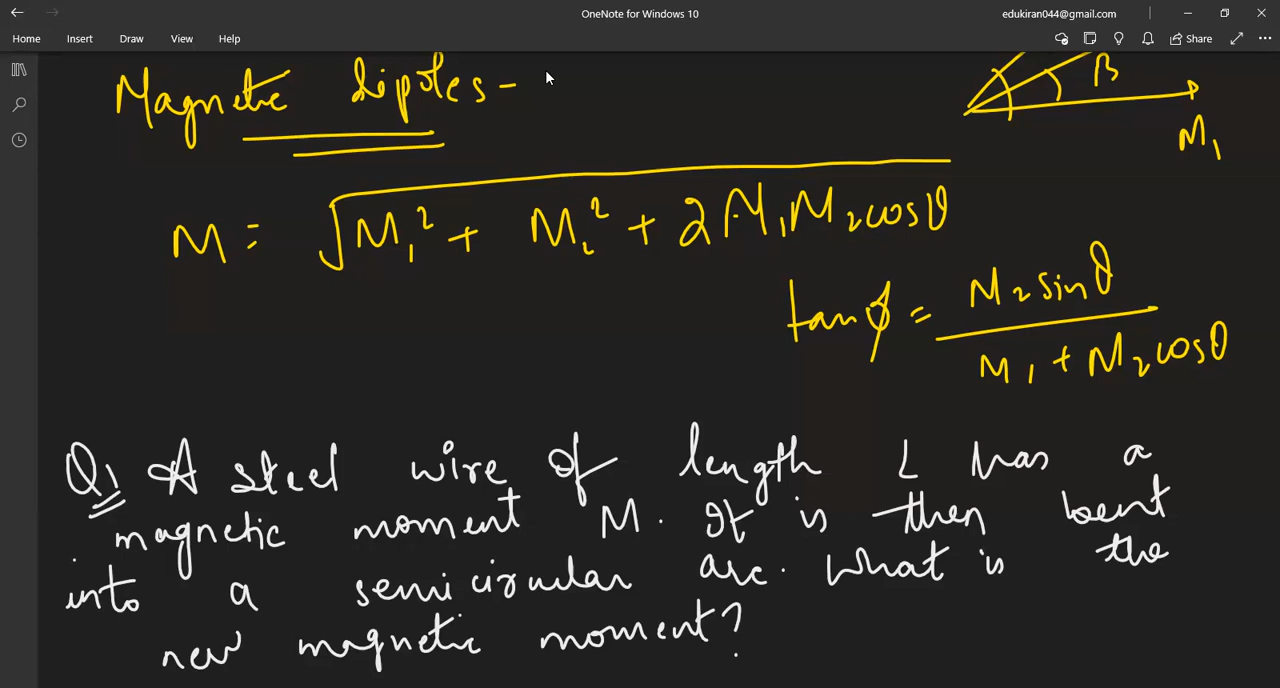 OneNote for Windows 10
edukiran044@gmail.com
Home Insert Draw View Help
Share
Magnetic dipoles -
β
M₁
M = √M₁² + M₂² + 2M₁M₂cosθ
tanϕ = M₂sinθ / M₁ + M₂cosθ
Q1 A steel wire of length L has a
magnetic moment M. It is then bent
into a semicirular arc. What is the
new magnetic moment?